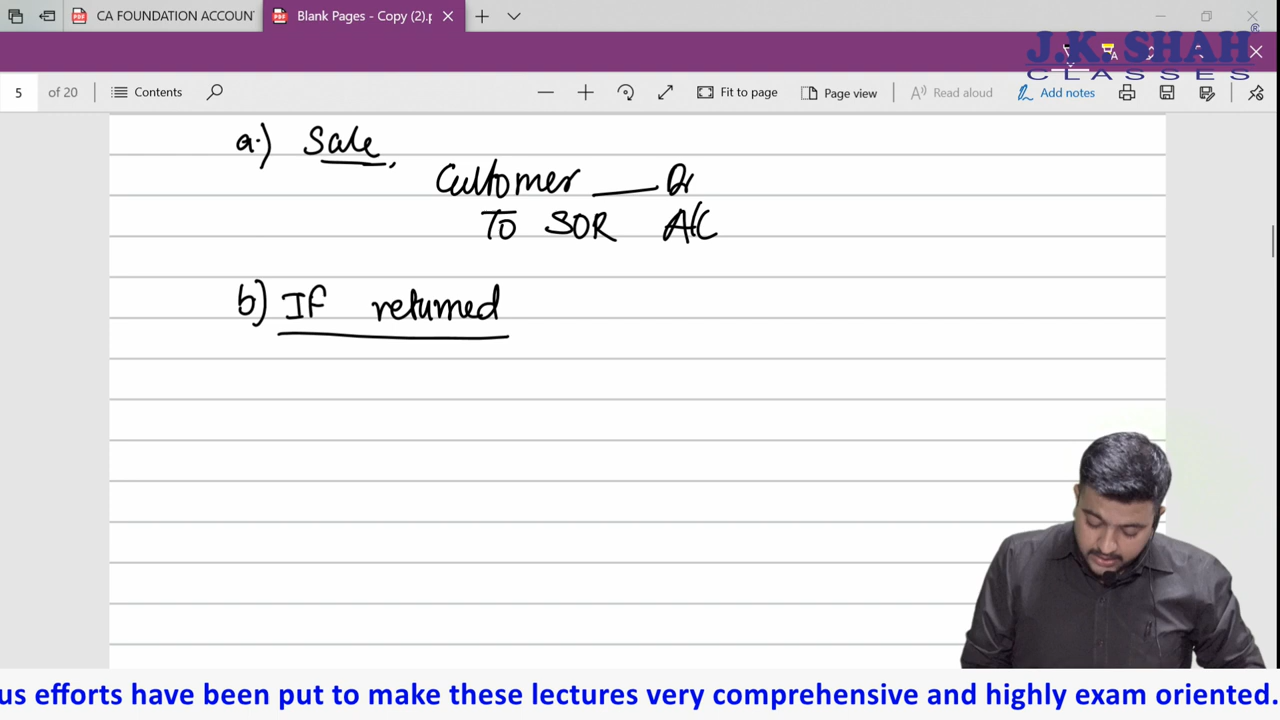 CA FOUNDATION ACCOUN
Blank Pages - Copy (2).p
J.K. SHAH®
CLASSES
5 of 20
Contents
Fit to page
Page view
Read aloud
Add notes
a.) Sale.
Customer ___ Dr
To SOR A/C
b) If returned
us efforts have been put to make these lectures very comprehensive and highly exam oriented.